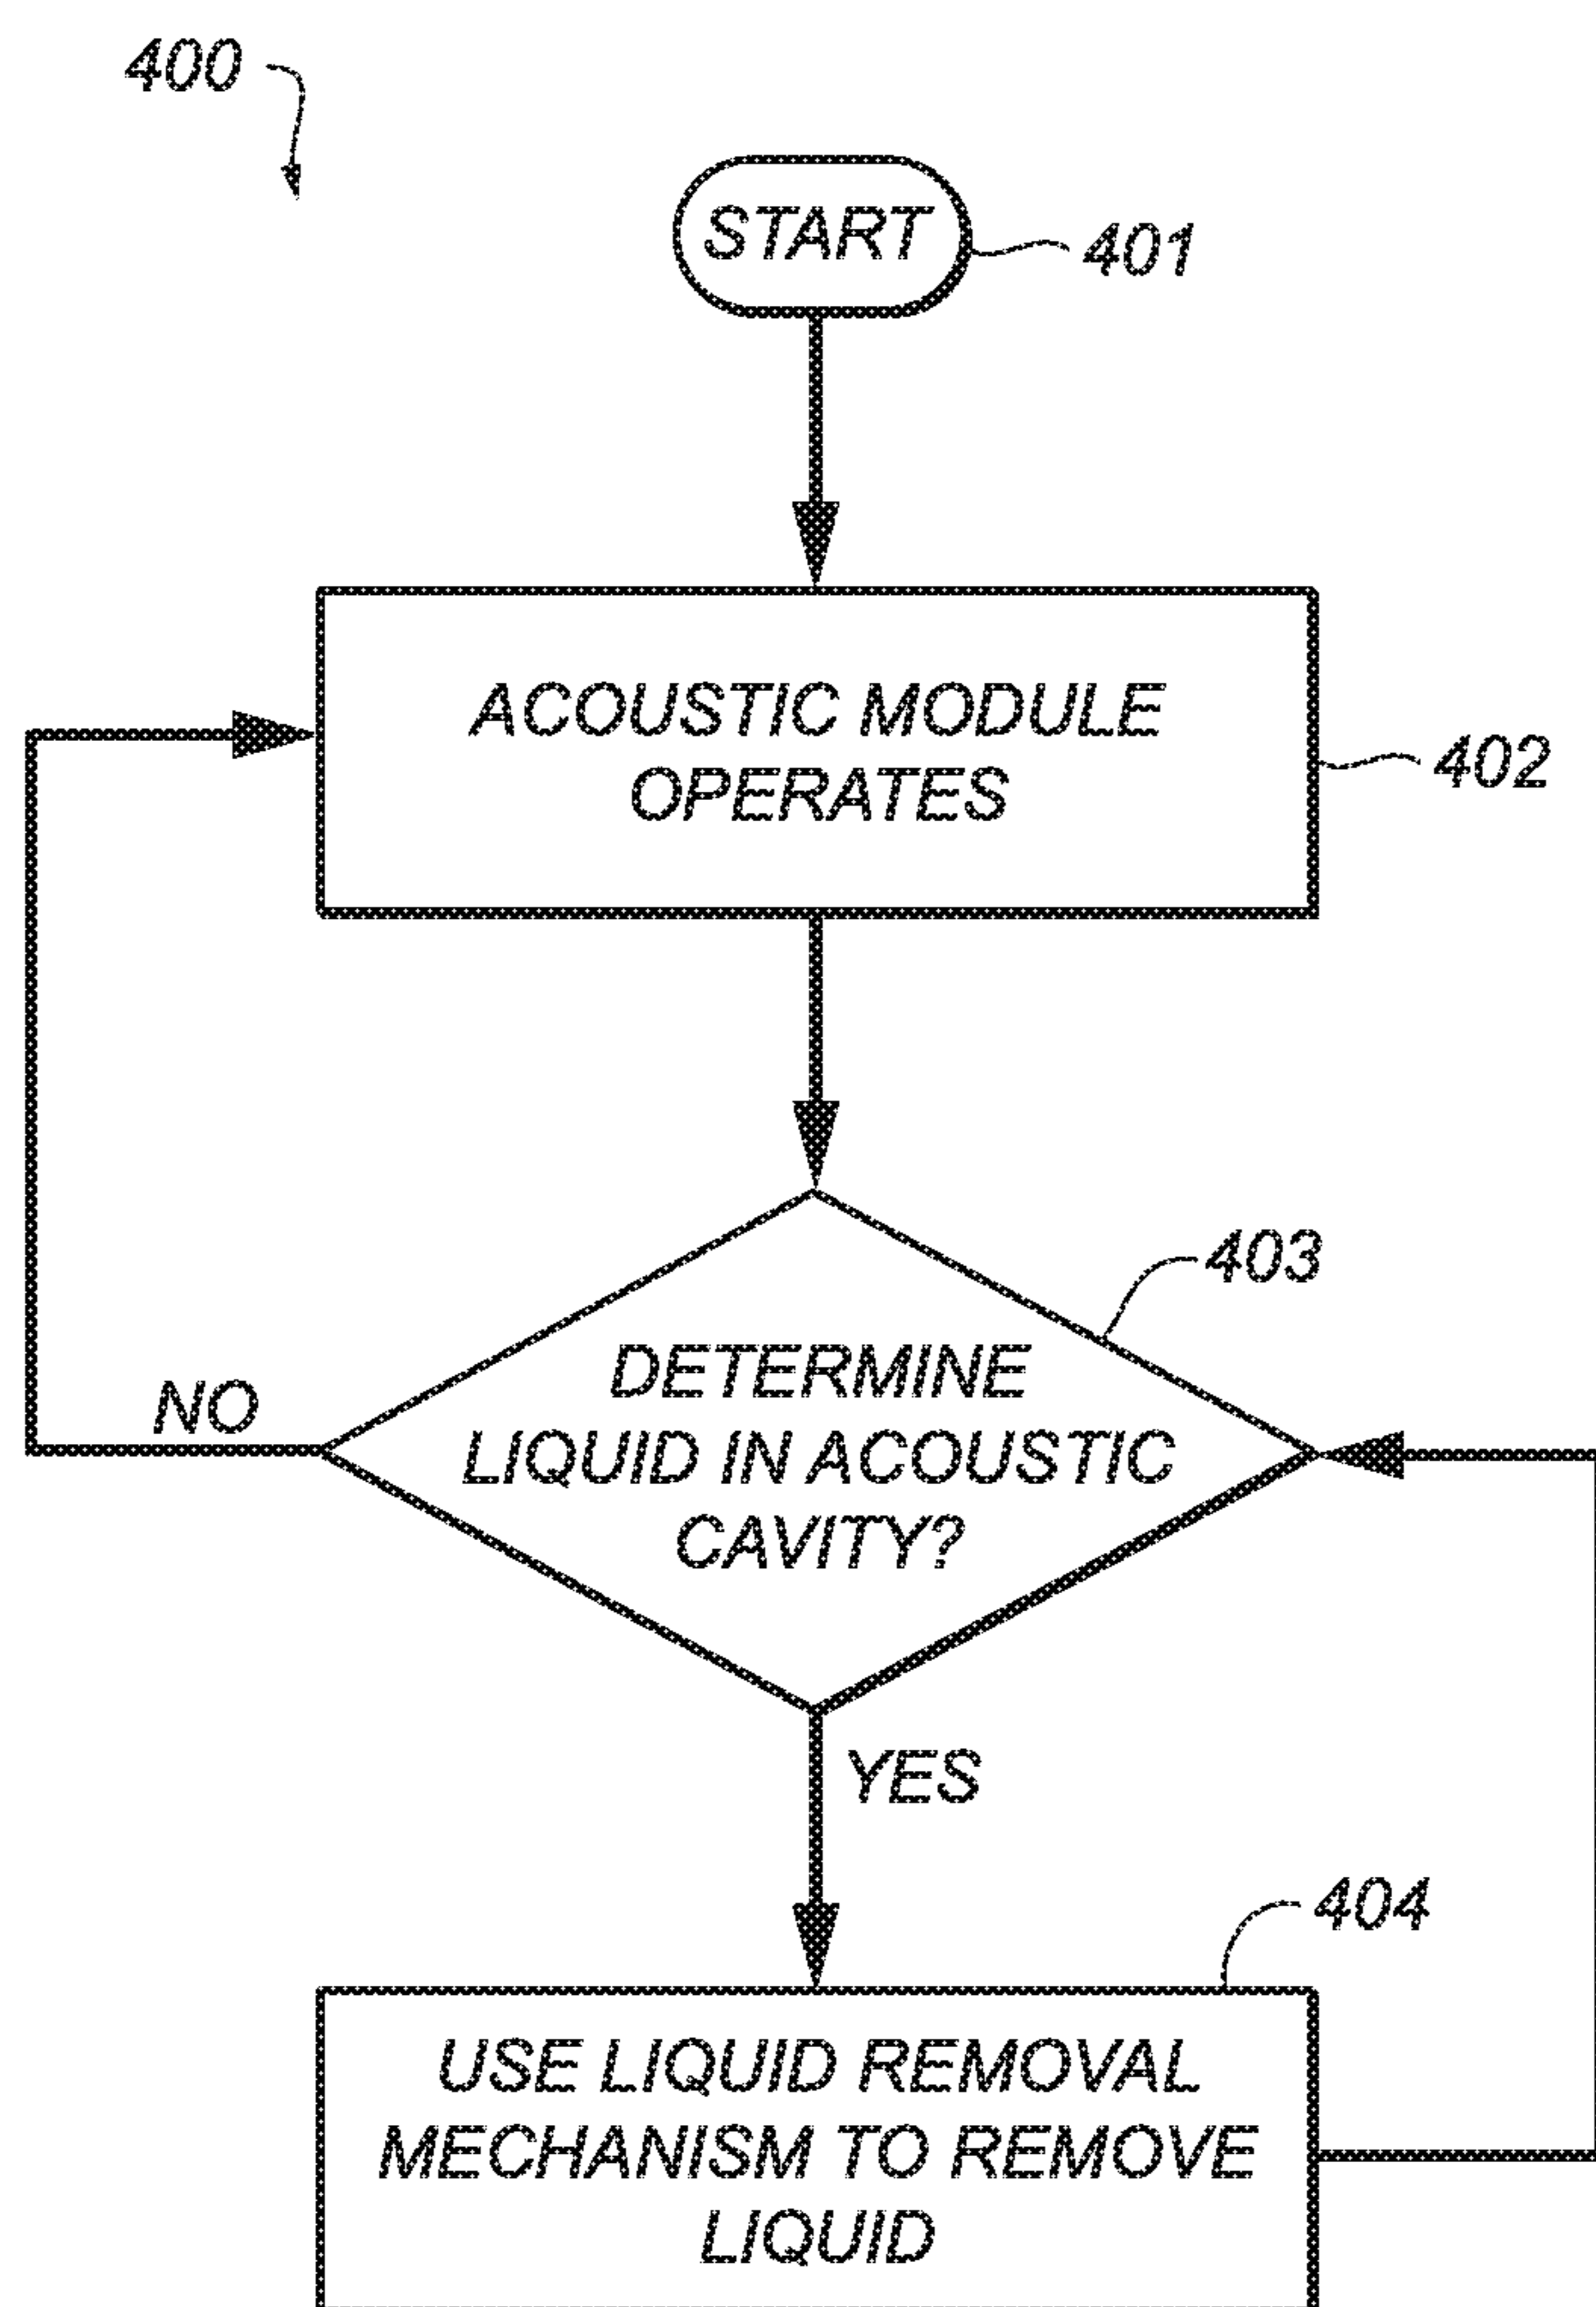 400
START
401
ACOUSTIC MODULE
OPERATES
402
403
DETERMINE
LIQUID IN ACOUSTIC
CAVITY?
NO
YES
404
USE LIQUID REMOVAL
MECHANISM TO REMOVE
LIQUID